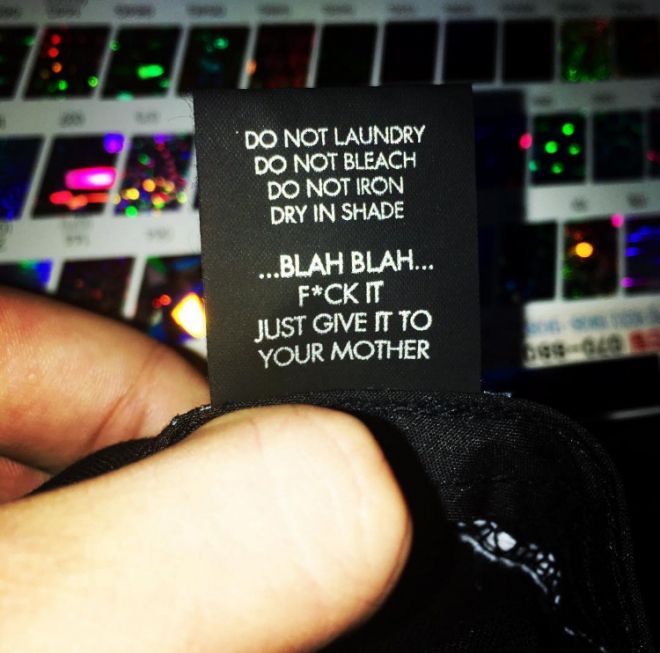 DO NOT LAUNDRY
DO NOT BLEACH
DO NOT IRON
DRY IN SHADE
...BLAH BLAH...
F*CK IT
JUST GIVE IT TO
YOUR MOTHER